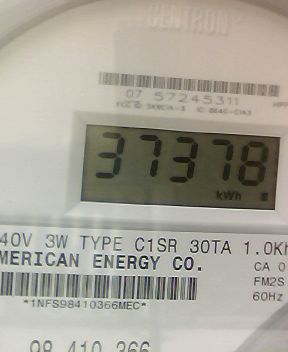 CENTRON
07 57245311
37378
kWh
40V 3W TYPE C1SR 30TA 1.0Kh
MERICAN ENERGY CO.
CA 0
FM2S
60Hz
*1NFS98410366MEC*
98 410 366